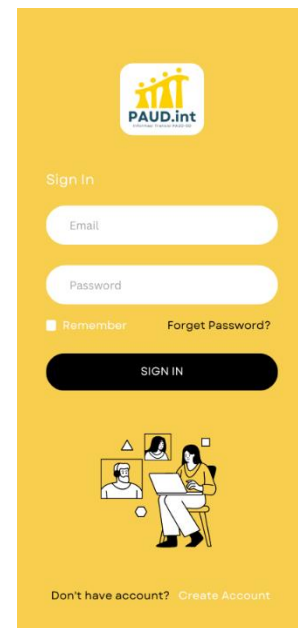 PAUD.int
Sign In
Email
Password
Remember Forget Password?
SIGN IN
Don't have account? Create Account